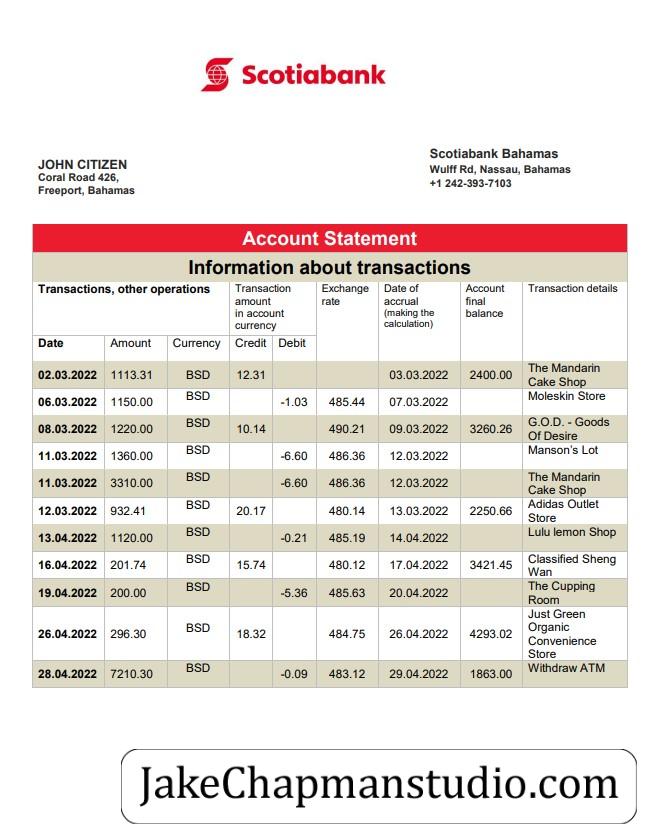 Scotiabank
JOHN CITIZEN
Coral Road 426,
Freeport, Bahamas
Scotiabank Bahamas
Wulff Rd, Nassau, Bahamas
+1 242-393-7103
Account Statement
Information about transactions
Transactions, other operations
Transaction
amount
in account
currency
Exchange
rate
Date of
accrual
(making the
calculation)
Account
final
balance
Transaction details
Date Amount Currency Credit Debit
02.03.2022 1113.31 BSD 12.31 03.03.2022 2400.00 The Mandarin
Cake Shop
06.03.2022 1150.00 BSD -1.03 485.44 07.03.2022 Moleskin Store
08.03.2022 1220.00 BSD 10.14 490.21 09.03.2022 3260.26 G.O.D. - Goods
Of Desire
11.03.2022 1360.00 BSD -6.60 486.36 12.03.2022 Manson's Lot
11.03.2022 3310.00 BSD -6.60 486.36 12.03.2022 The Mandarin
Cake Shop
12.03.2022 932.41 BSD 20.17 480.14 13.03.2022 2250.66 Adidas Outlet
Store
13.04.2022 1120.00 BSD -0.21 485.19 14.04.2022 Lulu lemon Shop
16.04.2022 201.74 BSD 15.74 480.12 17.04.2022 3421.45 Classified Sheng
Wan
19.04.2022 200.00 BSD -5.36 485.63 20.04.2022 The Cupping
Room
26.04.2022 296.30 BSD 18.32 484.75 26.04.2022 4293.02 Just Green
Organic
Convenience
Store
28.04.2022 7210.30 BSD -0.09 483.12 29.04.2022 1863.00 Withdraw ATM
JakeChapmanstudio.com